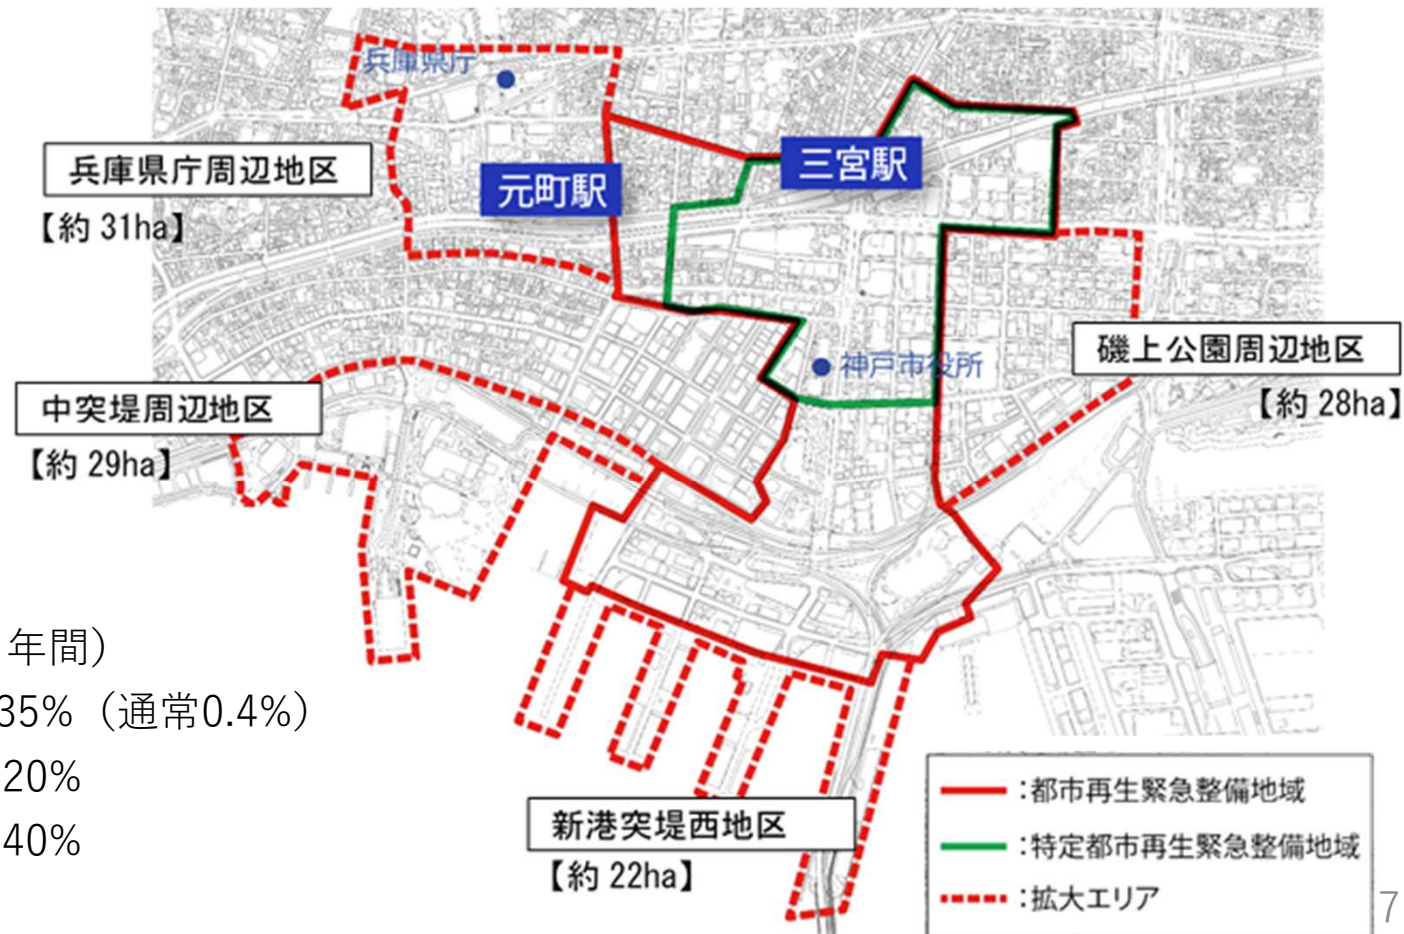 兵庫県庁
兵庫県庁周辺地区
【約 31ha】
元町駅
三宮駅
神戸市役所
磯上公園周辺地区
【約 28ha】
中突堤周辺地区
【約 29ha】
年間）
35%（通常0.4%）
20%
40%
新港突堤西地区
【約 22ha】
：都市再生緊急整備地域
：特定都市再生緊急整備地域
：拡大エリア
7